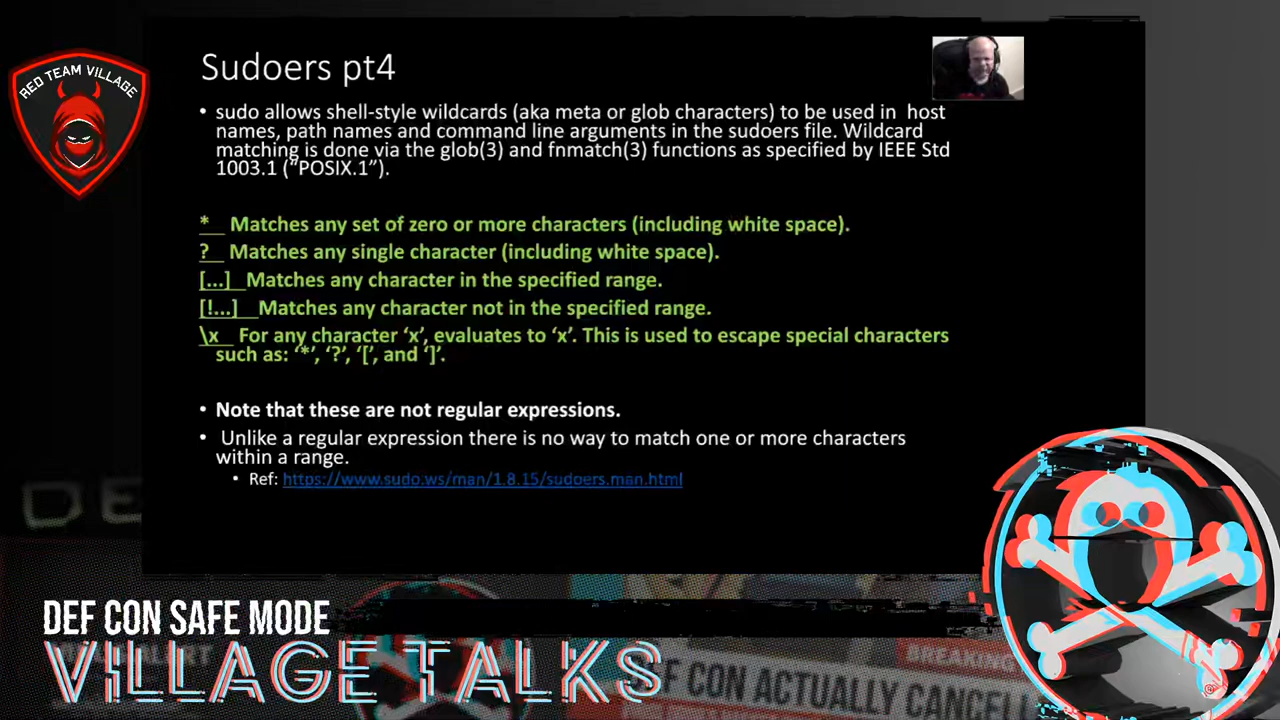 RED TEAM VILLAGE
Sudoers pt4
• sudo allows shell-style wildcards (aka meta or glob characters) to be used in host
names, path names and command line arguments in the sudoers file. Wildcard
matching is done via the glob(3) and fnmatch(3) functions as specified by IEEE Std
1003.1 (“POSIX.1”).
* Matches any set of zero or more characters (including white space).
? Matches any single character (including white space).
[...] Matches any character in the specified range.
[!...] Matches any character not in the specified range.
\x For any character ‘x’, evaluates to ‘x’. This is used to escape special characters
such as: ‘*’, ‘?’, ‘[’, and ‘]’.
• Note that these are not regular expressions.
• Unlike a regular expression there is no way to match one or more characters
within a range.
• Ref: https://www.sudo.ws/man/1.8.15/sudoers.man.html
DE
DEF CON SAFE MODE
VILLAGE TALKS
BREAKING
DEF CON ACTUALLY CANCELL